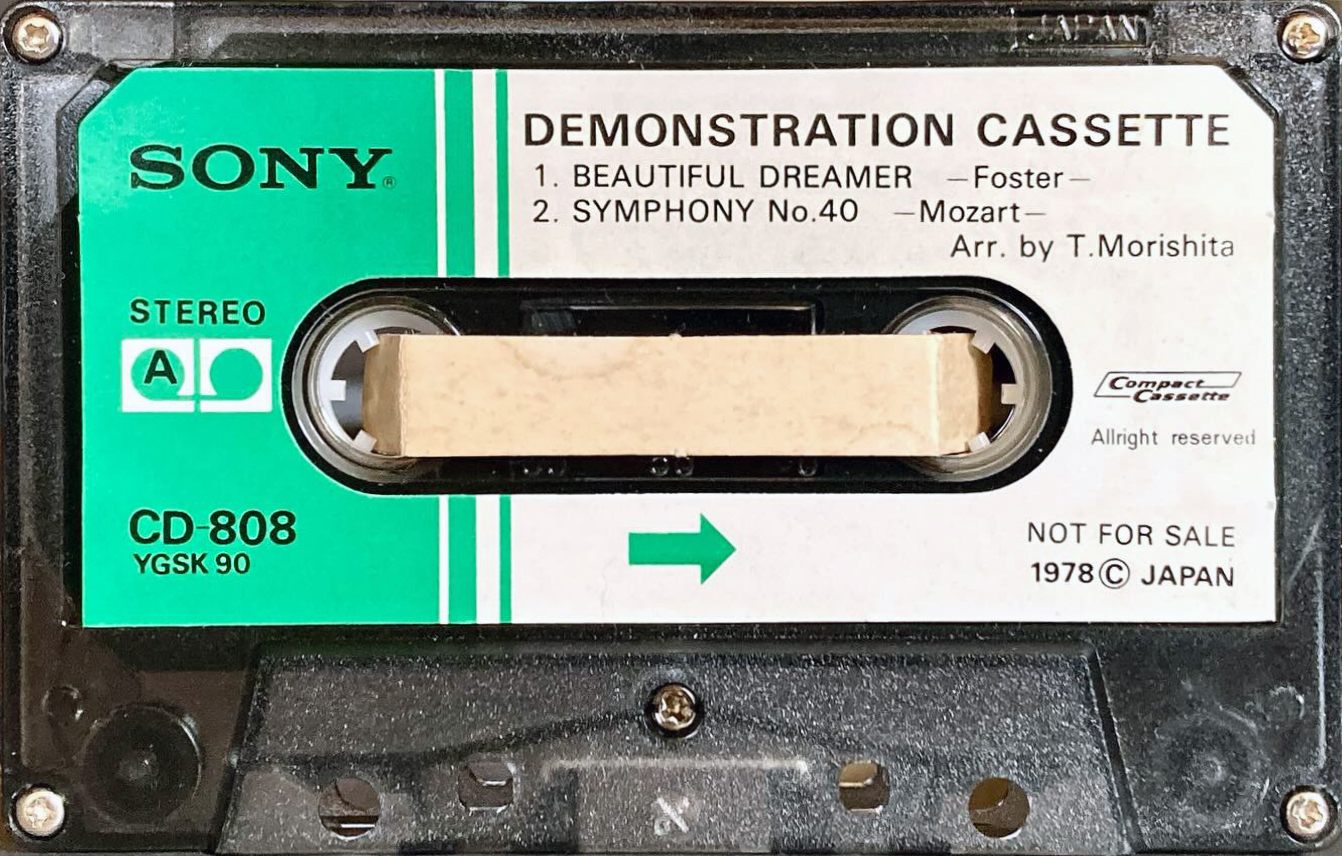 JAPAN
SONY®
DEMONSTRATION CASSETTE
1. BEAUTIFUL DREAMER —Foster—
2. SYMPHONY No.40 —Mozart—
Arr. by T.Morishita
STEREO
A
Compact
Cassette
Allright reserved
CD-808
YGSK 90
NOT FOR SALE
1978© JAPAN